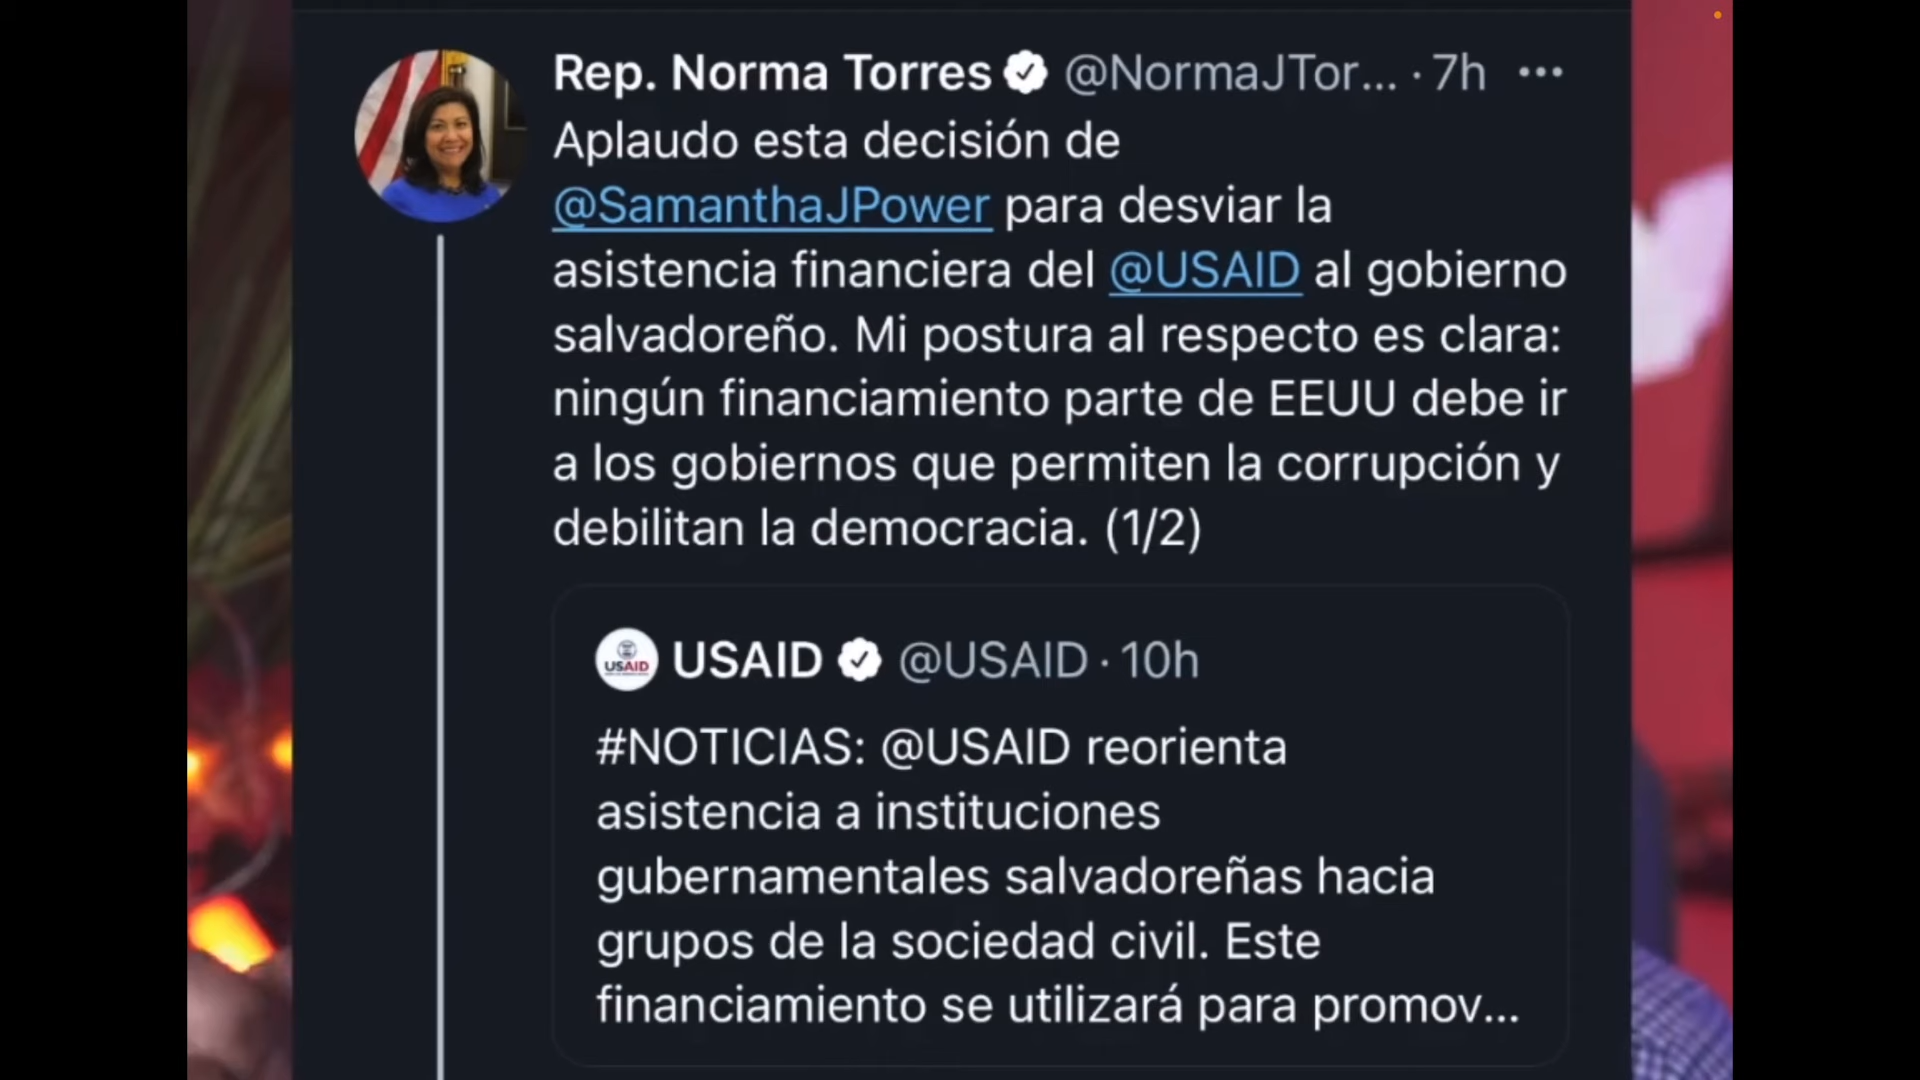 Rep. Norma Torres @NormaJTor... · 7h
Aplaudo esta decisión de
@SamanthaJPower para desviar la
asistencia financiera del @USAID al gobierno
salvadoreño. Mi postura al respecto es clara:
ningún financiamiento parte de EEUU debe ir
a los gobiernos que permiten la corrupción y
debilitan la democracia. (1/2)
USAID
USAID @USAID · 10h
#NOTICIAS: @USAID reorienta
asistencia a instituciones
gubernamentales salvadoreñas hacia
grupos de la sociedad civil. Este
financiamiento se utilizará para promov...